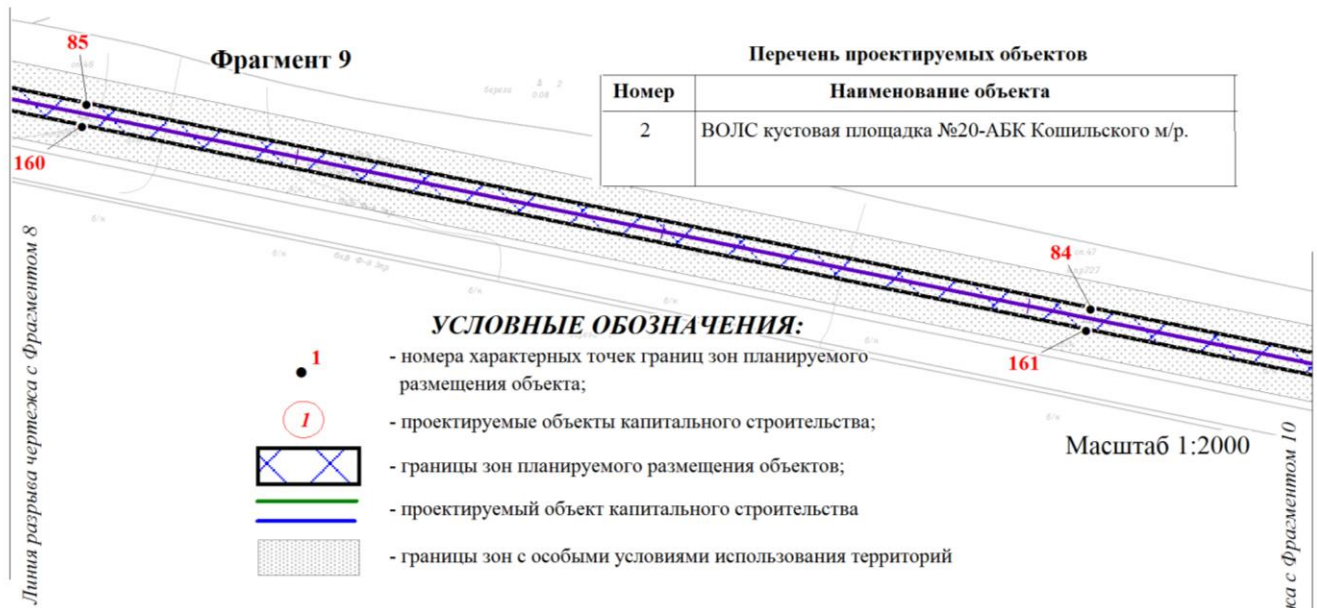 85
Фрагмент 9
Перечень проектируемых объектов
Номер
Наименование объекта
2
ВОЛС кустовая площадка №20-АБК Кошильского м/р.
160
84
161
УСЛОВНЫЕ ОБОЗНАЧЕНИЯ:
1
- номера характерных точек границ зон планируемого
размещения объекта;
1
- проектируемые объекты капитального строительства;
- границы зон планируемого размещения объектов;
- проектируемый объект капитального строительства
- границы зон с особыми условиями использования территорий
Масштаб 1:2000
Линия разрыва чертежа с Фрагментом 8
с Фрагментом 10